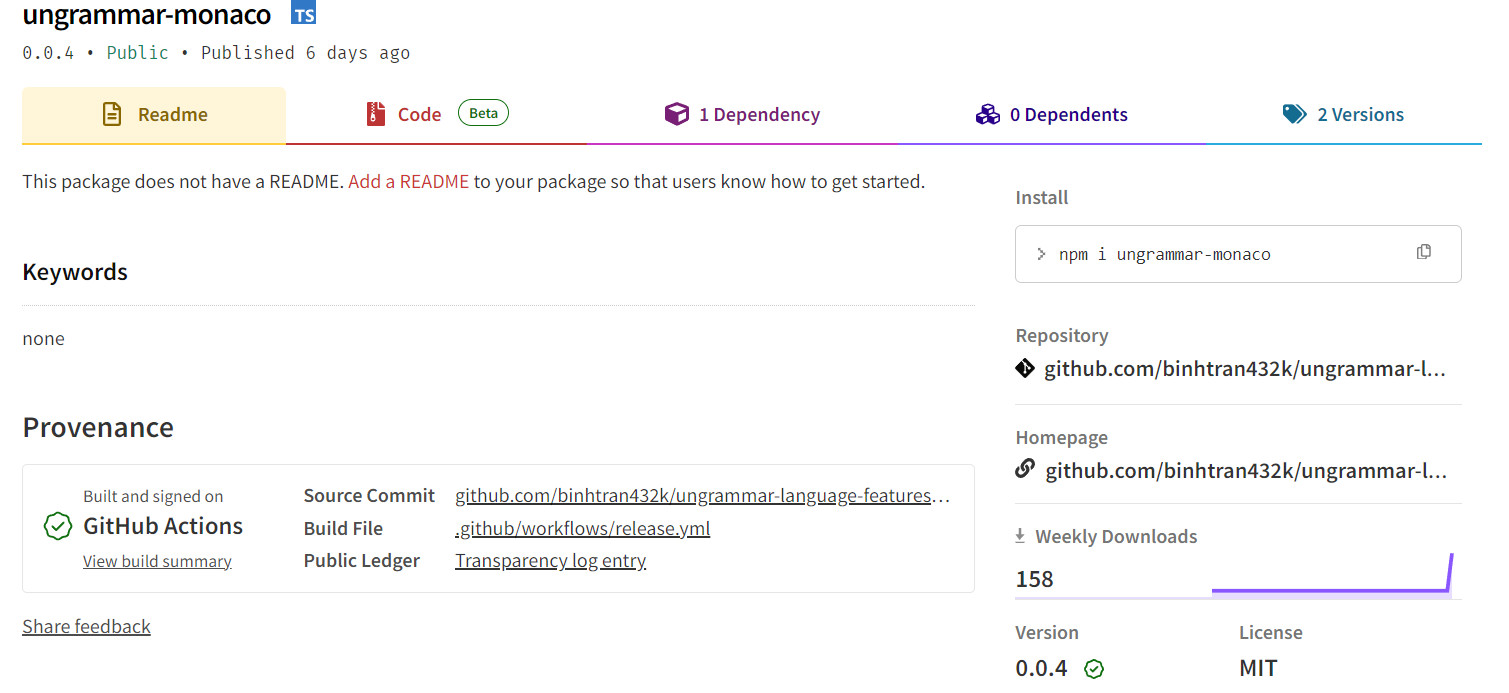 ungrammar-monaco TS
0.0.4 • Public • Published 6 days ago
Readme
Code Beta
1 Dependency
0 Dependents
2 Versions
This package does not have a README. Add a README to your package so that users know how to get started.
Keywords
none
Provenance
Built and signed on
GitHub Actions
View build summary
Source Commit github.com/binhtran432k/ungrammar-language-features…
Build File .github/workflows/release.yml
Public Ledger Transparency log entry
Share feedback
Install
> npm i ungrammar-monaco
Repository
github.com/binhtran432k/ungrammar-l…
Homepage
github.com/binhtran432k/ungrammar-l…
Weekly Downloads
158
Version
0.0.4
License
MIT